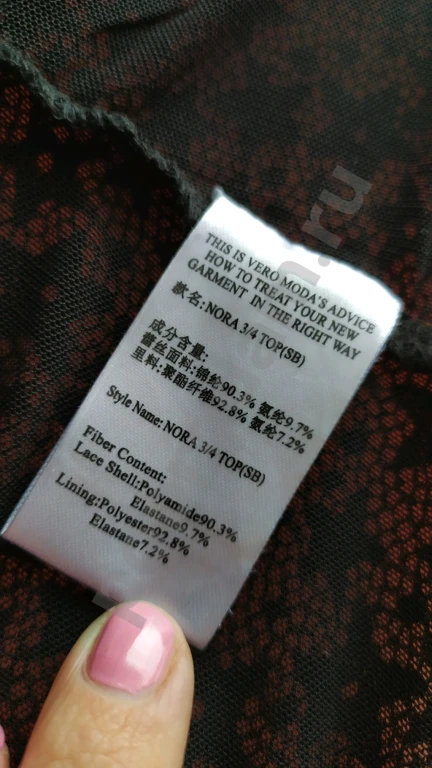 THIS IS VERO MODA'S ADVICE
HOW TO TREAT YOUR NEW
GARMENT IN THE RIGHT WAY
款名:NORA 3/4 TOP(SB)
成分含量:
蕾丝面料:锦纶90.3% 氨纶9.7%
里料:聚酯纤维92.8% 氨纶7.2%
Style Name:NORA 3/4 TOP(SB)
Fiber Content:
Lace Shell:Polyamide90.3%
Elastane9.7%
Lining:Polyester92.8%
Elastane7.2%